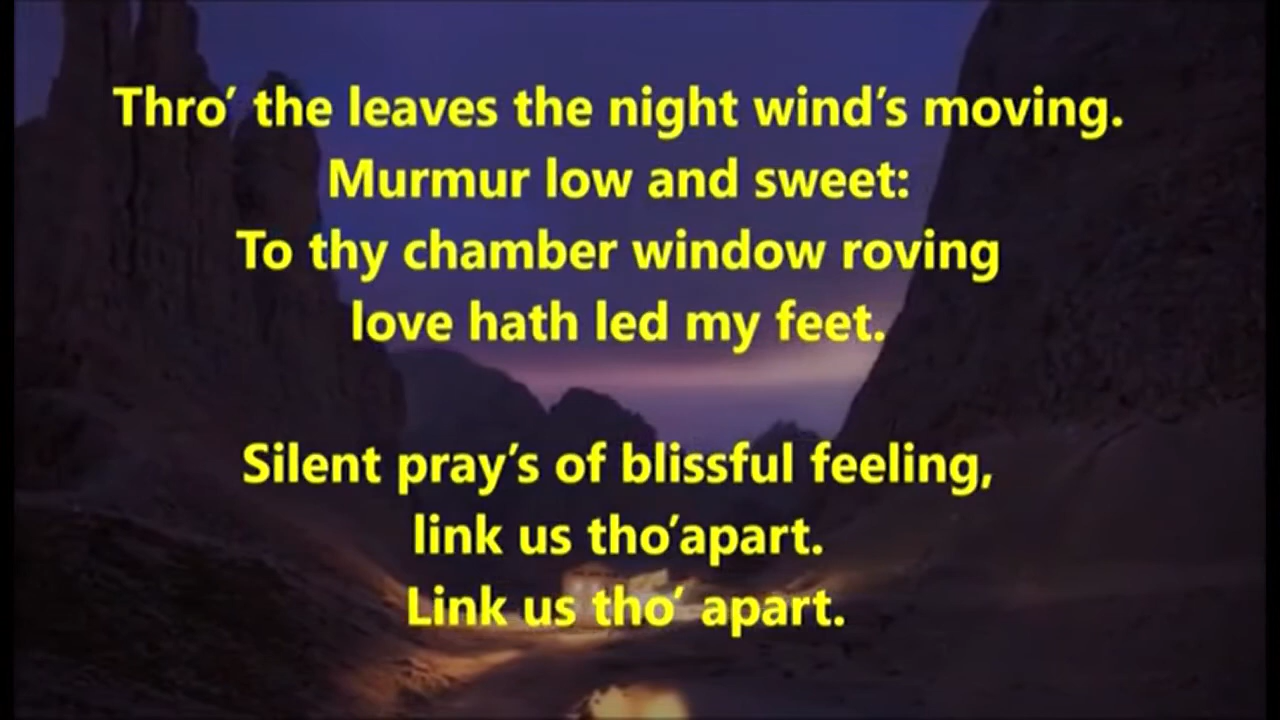 Thro’ the leaves the night wind’s moving.
Murmur low and sweet:
To thy chamber window roving
love hath led my feet.
Silent pray’s of blissful feeling,
link us tho’apart.
Link us tho’ apart.